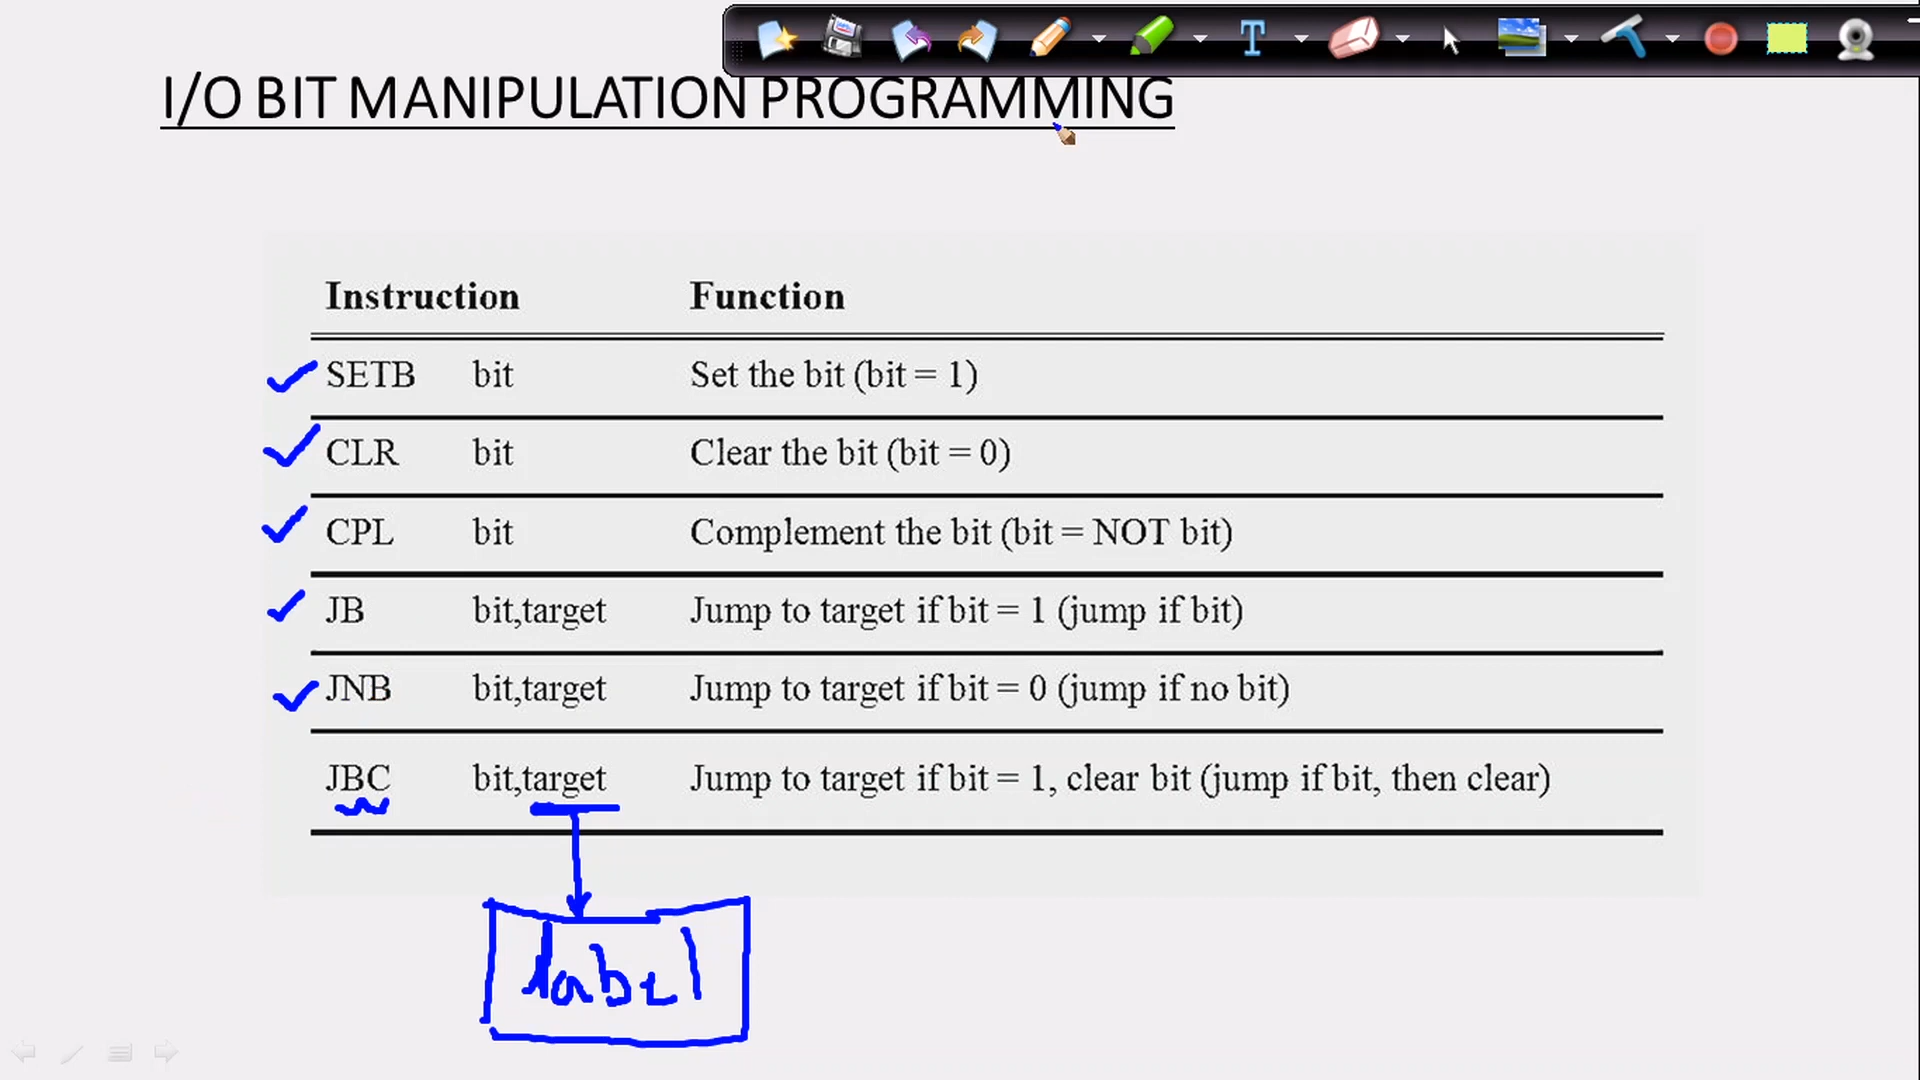 I/O BIT MANIPULATION PROGRAMMING
Instruction Function
SETB bit Set the bit (bit = 1)
CLR bit Clear the bit (bit = 0)
CPL bit Complement the bit (bit = NOT bit)
JB bit,target Jump to target if bit = 1 (jump if bit)
JNB bit,target Jump to target if bit = 0 (jump if no bit)
JBC bit,target Jump to target if bit = 1, clear bit (jump if bit, then clear)
label